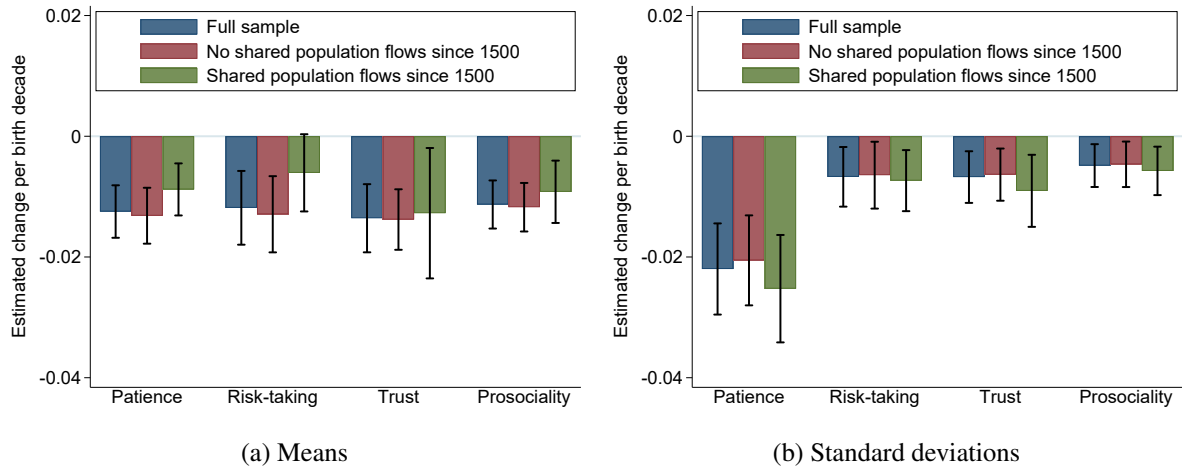 0.02
Full sample
No shared population flows since 1500
Shared population flows since 1500
0
-0.02
-0.04
Estimated change per birth decade
Patience
Risk-taking
Trust
Prosociality
(a) Means
0.02
Full sample
No shared population flows since 1500
Shared population flows since 1500
0
-0.02
-0.04
Estimated change per birth decade
Patience
Risk-taking
Trust
Prosociality
(b) Standard deviations